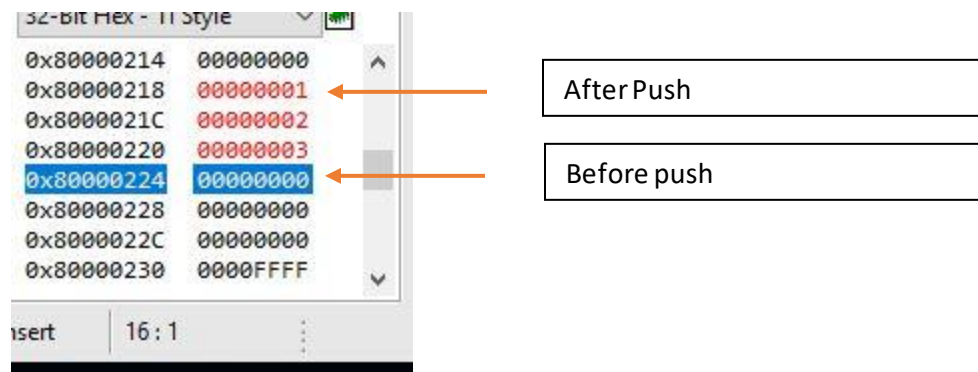 32-Bit Hex - TI Style
0x80000214 00000000
0x80000218 00000001
0x8000021C 00000002
0x80000220 00000003
0x80000224 00000000
0x80000228 00000000
0x8000022C 00000000
0x80000230 0000FFFF
nsert 16:1
After Push
Before push